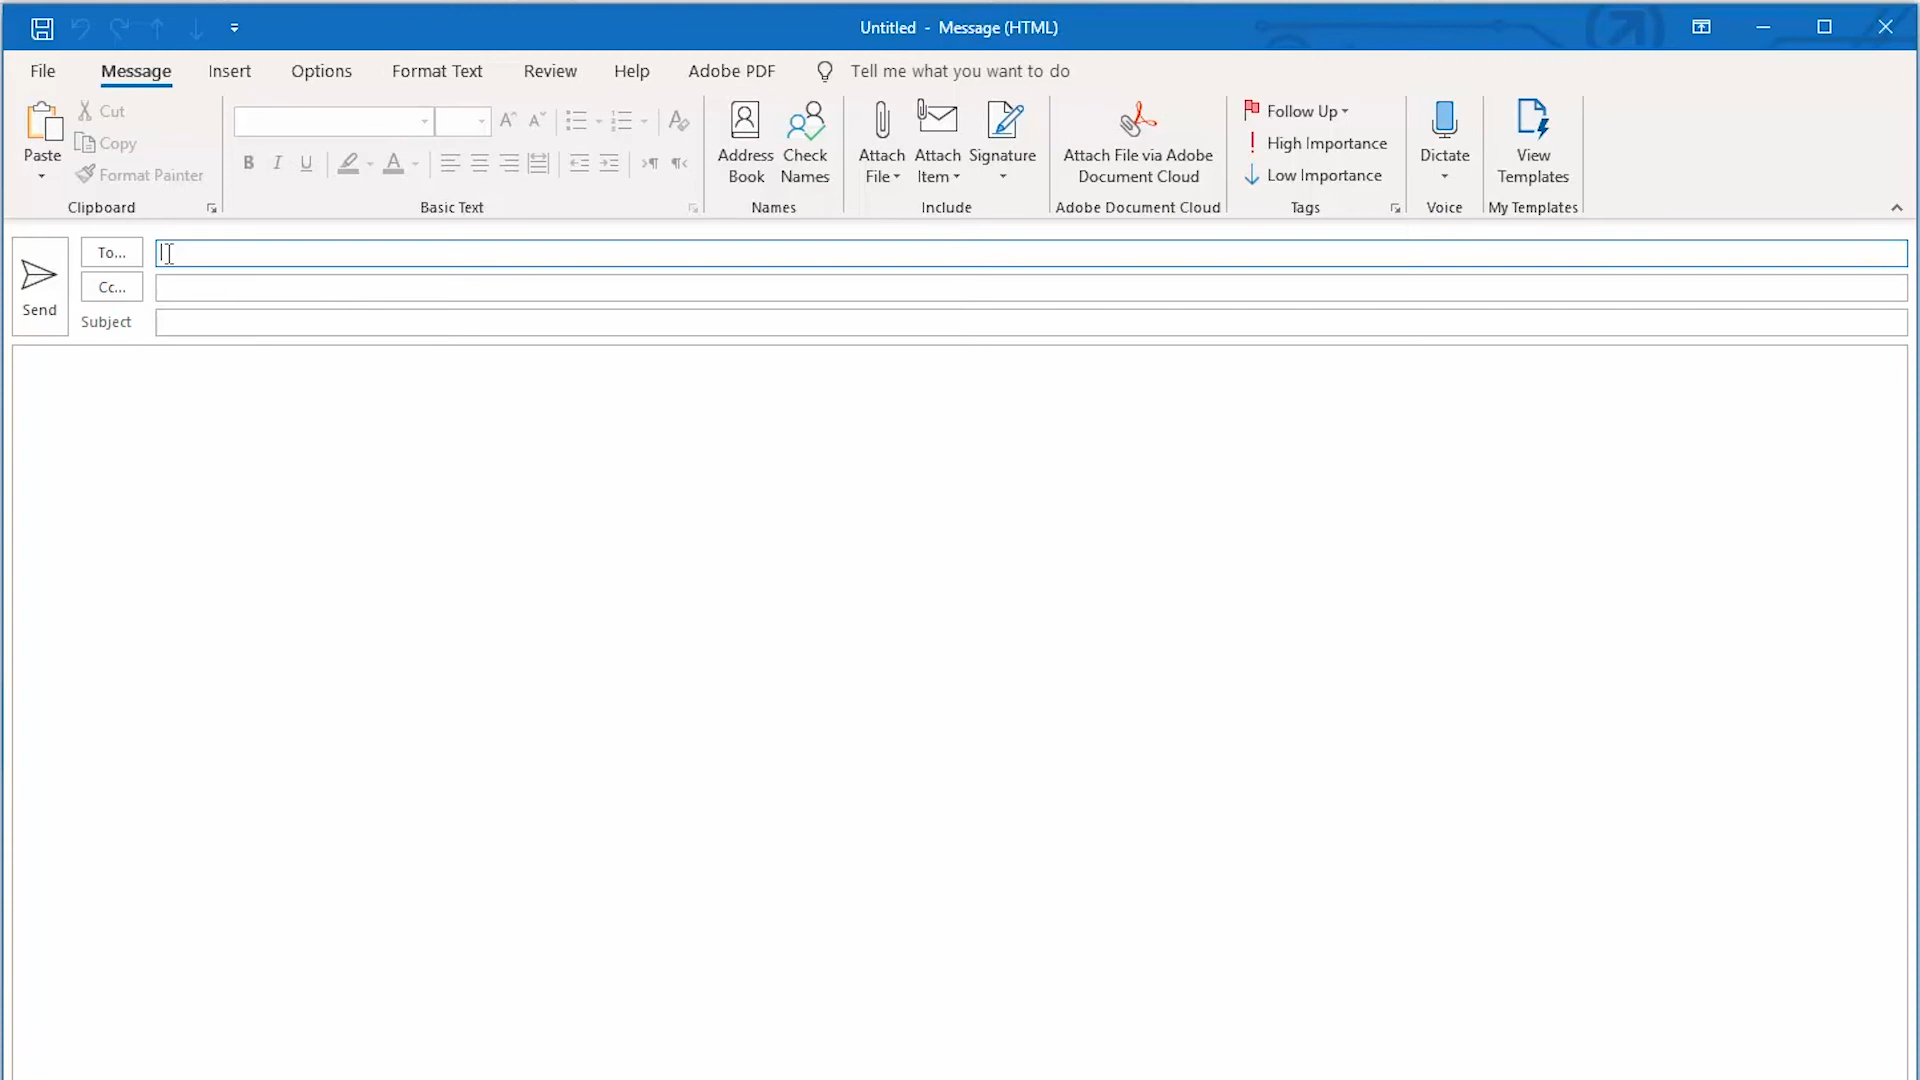 Untitled - Message (HTML)
File Message Insert Options Format Text Review Help Adobe PDF Tell me what you want to do
Paste
Cut
Copy
Format Painter
Clipboard
B I U
Basic Text
Address Book
Check Names
Names
Attach File
Attach Item
Signature
Include
Attach File via Adobe Document Cloud
Adobe Document Cloud
Follow Up
High Importance
Low Importance
Tags
Dictate
Voice
View Templates
My Templates
Send
To...
Cc...
Subject